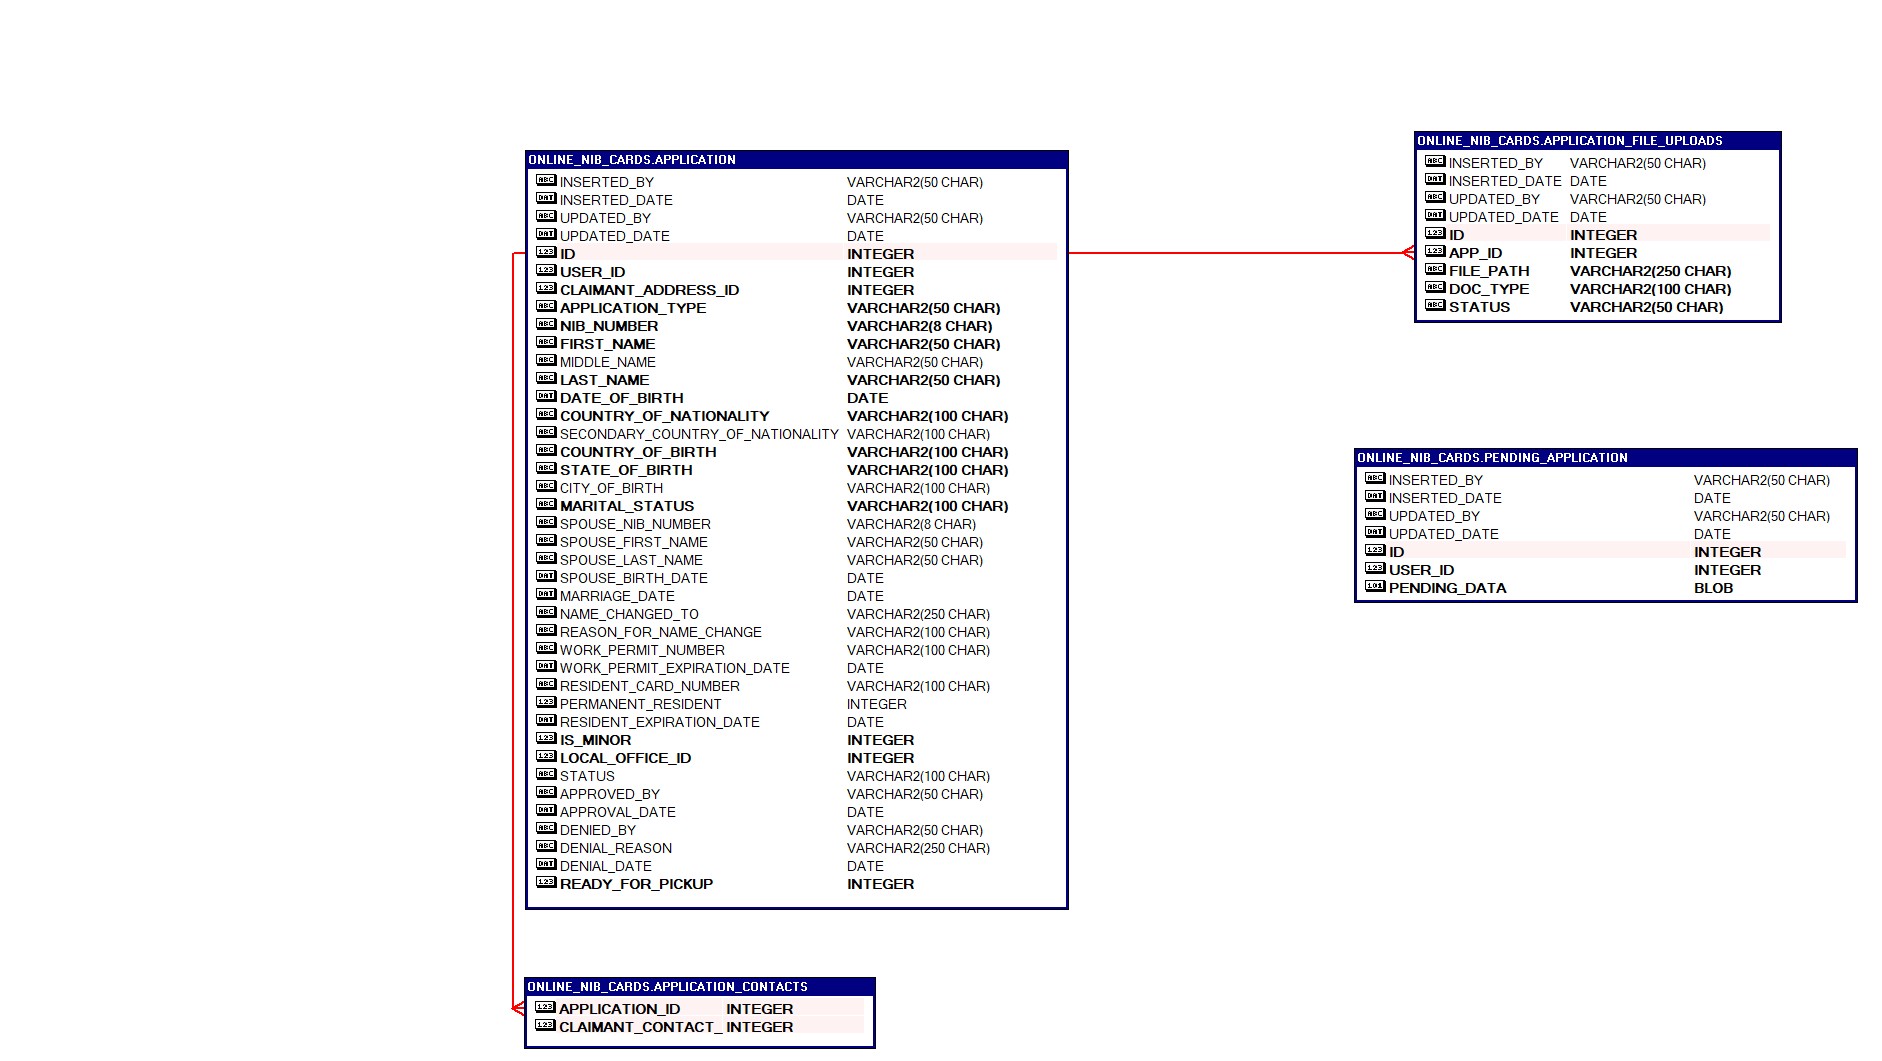 ONLINE_NIB_CARDS.APPLICATION
ABC INSERTED_BY VARCHAR2(50 CHAR)
DAT INSERTED_DATE DATE
ABC UPDATED_BY VARCHAR2(50 CHAR)
DAT UPDATED_DATE DATE
123 ID INTEGER
123 USER_ID INTEGER
123 CLAIMANT_ADDRESS_ID INTEGER
ABC APPLICATION_TYPE VARCHAR2(50 CHAR)
ABC NIB_NUMBER VARCHAR2(8 CHAR)
ABC FIRST_NAME VARCHAR2(50 CHAR)
ABC MIDDLE_NAME VARCHAR2(50 CHAR)
ABC LAST_NAME VARCHAR2(50 CHAR)
DAT DATE_OF_BIRTH DATE
ABC COUNTRY_OF_NATIONALITY VARCHAR2(100 CHAR)
ABC SECONDARY_COUNTRY_OF_NATIONALITY VARCHAR2(100 CHAR)
ABC COUNTRY_OF_BIRTH VARCHAR2(100 CHAR)
ABC STATE_OF_BIRTH VARCHAR2(100 CHAR)
ABC CITY_OF_BIRTH VARCHAR2(100 CHAR)
ABC MARITAL_STATUS VARCHAR2(100 CHAR)
ABC SPOUSE_NIB_NUMBER VARCHAR2(8 CHAR)
ABC SPOUSE_FIRST_NAME VARCHAR2(50 CHAR)
ABC SPOUSE_LAST_NAME VARCHAR2(50 CHAR)
DAT SPOUSE_BIRTH_DATE DATE
DAT MARRIAGE_DATE DATE
ABC NAME_CHANGED_TO VARCHAR2(250 CHAR)
ABC REASON_FOR_NAME_CHANGE VARCHAR2(100 CHAR)
ABC WORK_PERMIT_NUMBER VARCHAR2(100 CHAR)
DAT WORK_PERMIT_EXPIRATION_DATE DATE
ABC RESIDENT_CARD_NUMBER VARCHAR2(100 CHAR)
123 PERMANENT_RESIDENT INTEGER
DAT RESIDENT_EXPIRATION_DATE DATE
123 IS_MINOR INTEGER
123 LOCAL_OFFICE_ID INTEGER
ABC STATUS VARCHAR2(100 CHAR)
ABC APPROVED_BY VARCHAR2(50 CHAR)
DAT APPROVAL_DATE DATE
ABC DENIED_BY VARCHAR2(50 CHAR)
ABC DENIAL_REASON VARCHAR2(250 CHAR)
DAT DENIAL_DATE DATE
123 READY_FOR_PICKUP INTEGER
ONLINE_NIB_CARDS.APPLICATION_FILE_UPLOADS
ABC INSERTED_BY VARCHAR2(50 CHAR)
DAT INSERTED_DATE DATE
ABC UPDATED_BY VARCHAR2(50 CHAR)
DAT UPDATED_DATE DATE
123 ID INTEGER
123 APP_ID INTEGER
ABC FILE_PATH VARCHAR2(250 CHAR)
ABC DOC_TYPE VARCHAR2(100 CHAR)
ABC STATUS VARCHAR2(50 CHAR)
ONLINE_NIB_CARDS.PENDING_APPLICATION
ABC INSERTED_BY VARCHAR2(50 CHAR)
DAT INSERTED_DATE DATE
ABC UPDATED_BY VARCHAR2(50 CHAR)
DAT UPDATED_DATE DATE
123 ID INTEGER
123 USER_ID INTEGER
101 PENDING_DATA BLOB
ONLINE_NIB_CARDS.APPLICATION_CONTACTS
123 APPLICATION_ID INTEGER
123 CLAIMANT_CONTACT_ INTEGER